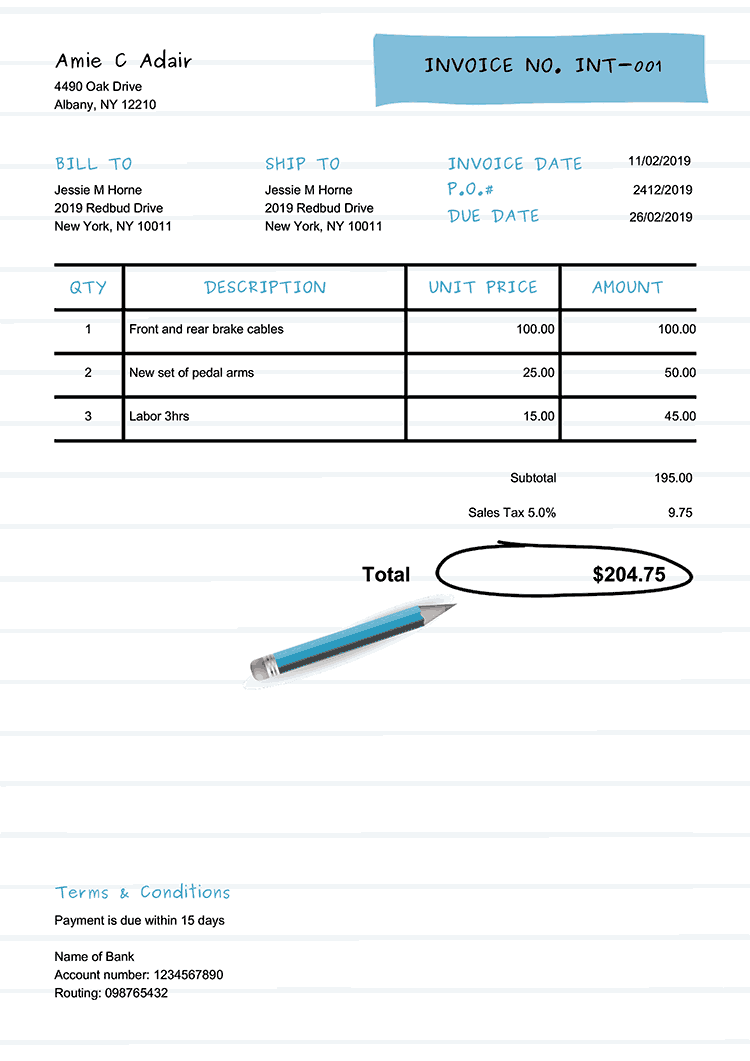 Amie C Adair
4490 Oak Drive
Albany, NY 12210
INVOICE NO. INT-001
BILL TO
Jessie M Horne
2019 Redbud Drive
New York, NY 10011
SHIP TO
Jessie M Horne
2019 Redbud Drive
New York, NY 10011
INVOICE DATE 11/02/2019
P.O.# 2412/2019
DUE DATE 26/02/2019
QTY DESCRIPTION UNIT PRICE AMOUNT
1 Front and rear brake cables 100.00 100.00
2 New set of pedal arms 25.00 50.00
3 Labor 3hrs 15.00 45.00
Subtotal 195.00
Sales Tax 5.0% 9.75
Total $204.75
Terms & Conditions
Payment is due within 15 days
Name of Bank
Account number: 1234567890
Routing: 098765432